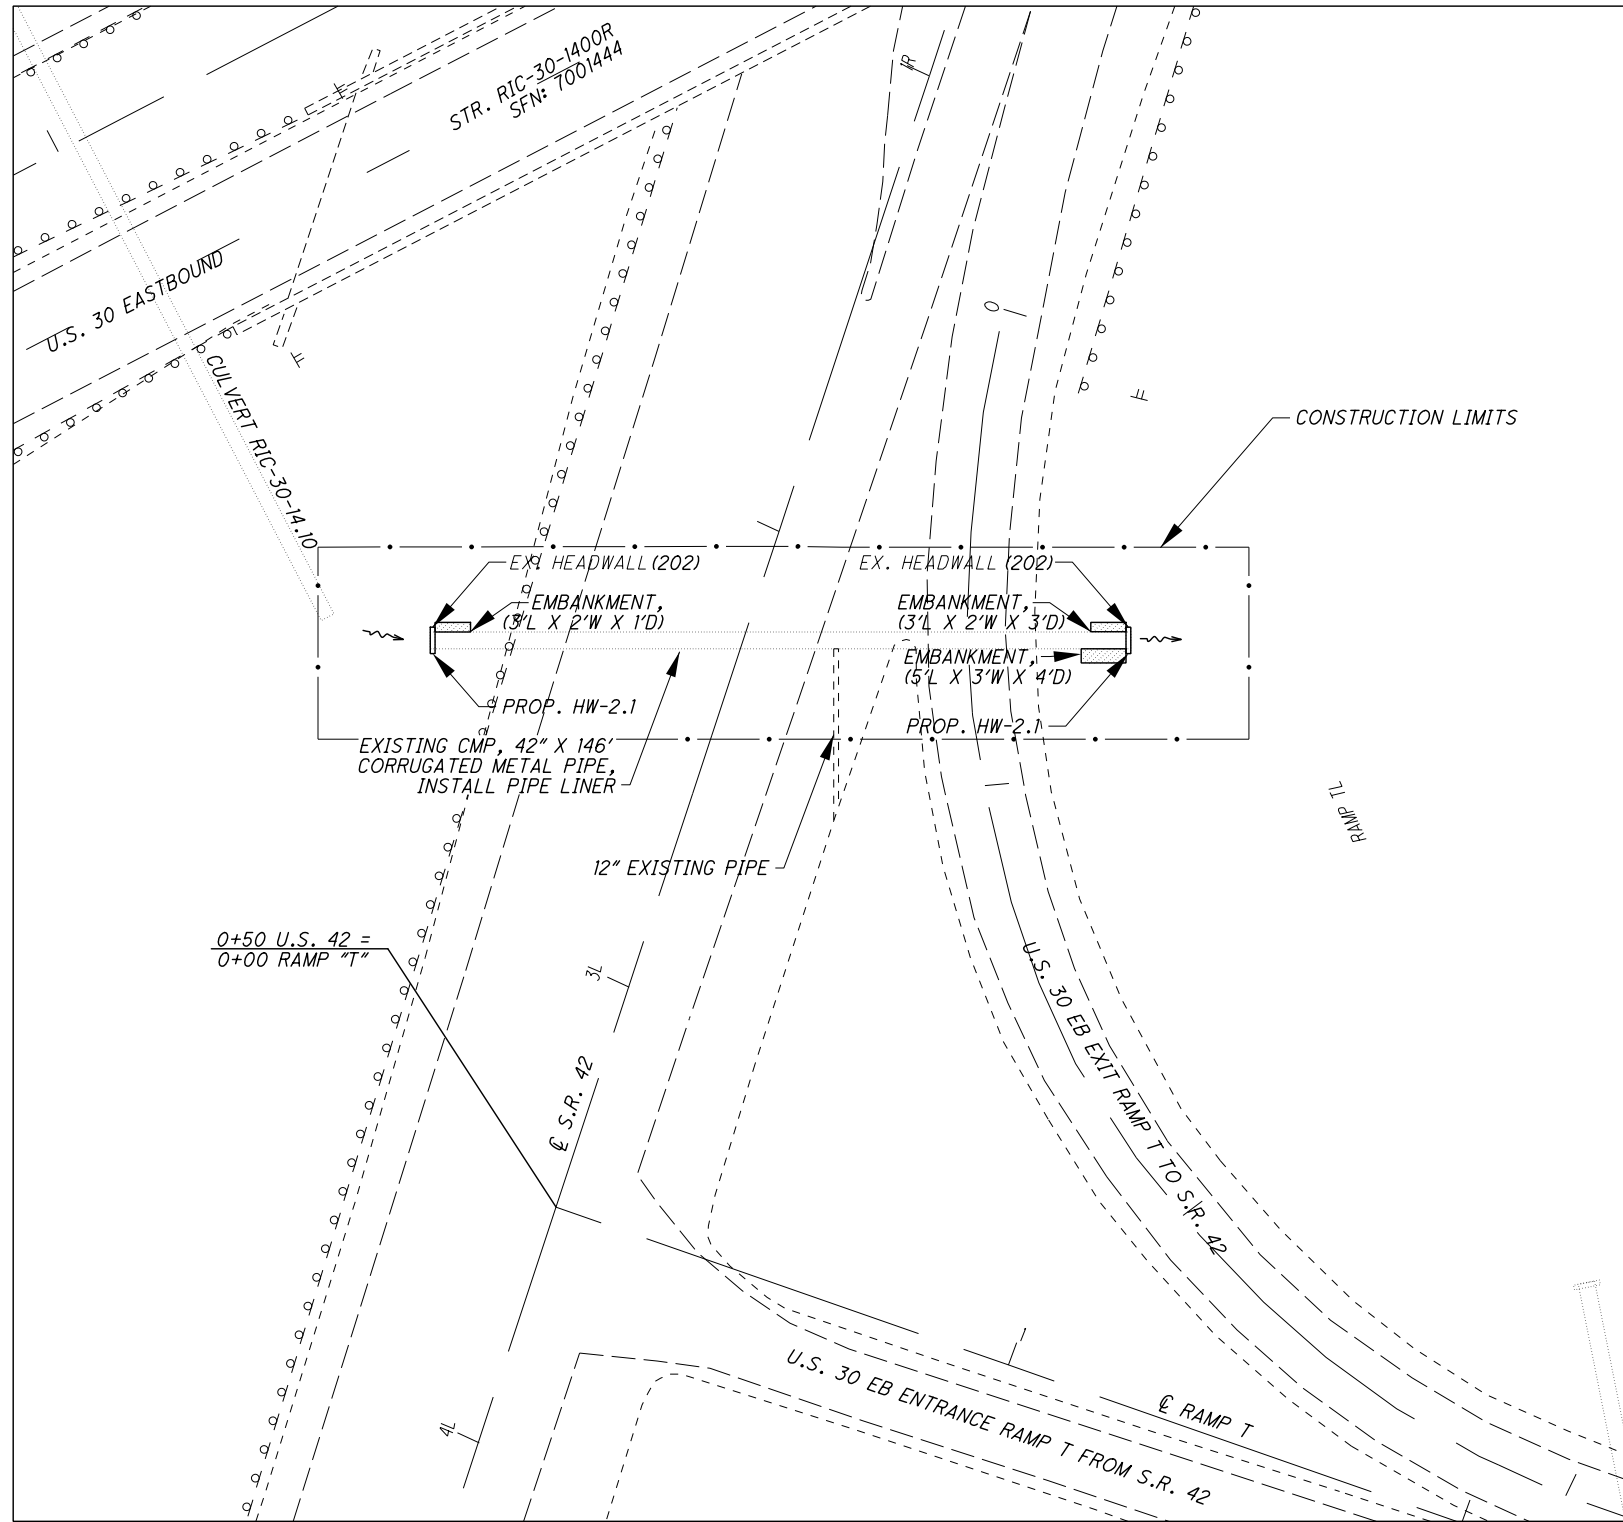 STR. RIC-30-1400R
SFN: 7001444
1R
U.S. 30 EASTBOUND
CULVERT RIC-30-14.10
0
CONSTRUCTION LIMITS
EX. HEADWALL (202)
EX. HEADWALL (202)
EMBANKMENT,
(3'L X 2'W X 1'D)
EMBANKMENT,
(3'L X 2'W X 3'D)
EMBANKMENT,
(5'L X 3'W X 4'D)
PROP. HW-2.1
PROP. HW-2.1
EXISTING CMP, 42" X 146'
CORRUGATED METAL PIPE,
INSTALL PIPE LINER
1
RAMP TL
12" EXISTING PIPE
0+50 U.S. 42 =
0+00 RAMP "T"
3L
U.S. 30 EB EXIT RAMP T TO S.R. 42
℄ S.R. 42
U.S. 30 EB ENTRANCE RAMP T FROM S.R. 42
℄ RAMP T
4L